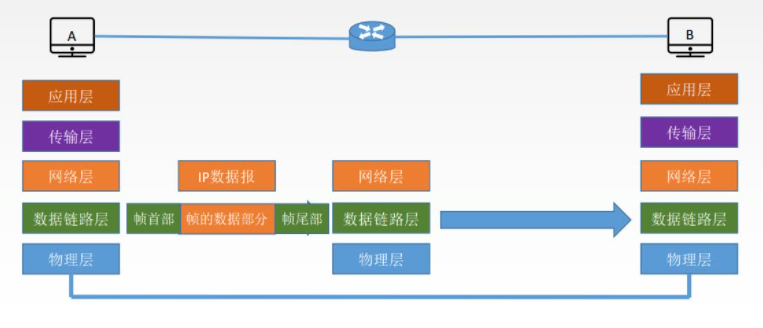 A
B
应用层
应用层
传输层
传输层
网络层
IP数据报
网络层
网络层
数据链路层
帧首部
帧的数据部分
帧尾部
数据链路层
数据链路层
物理层
物理层
物理层